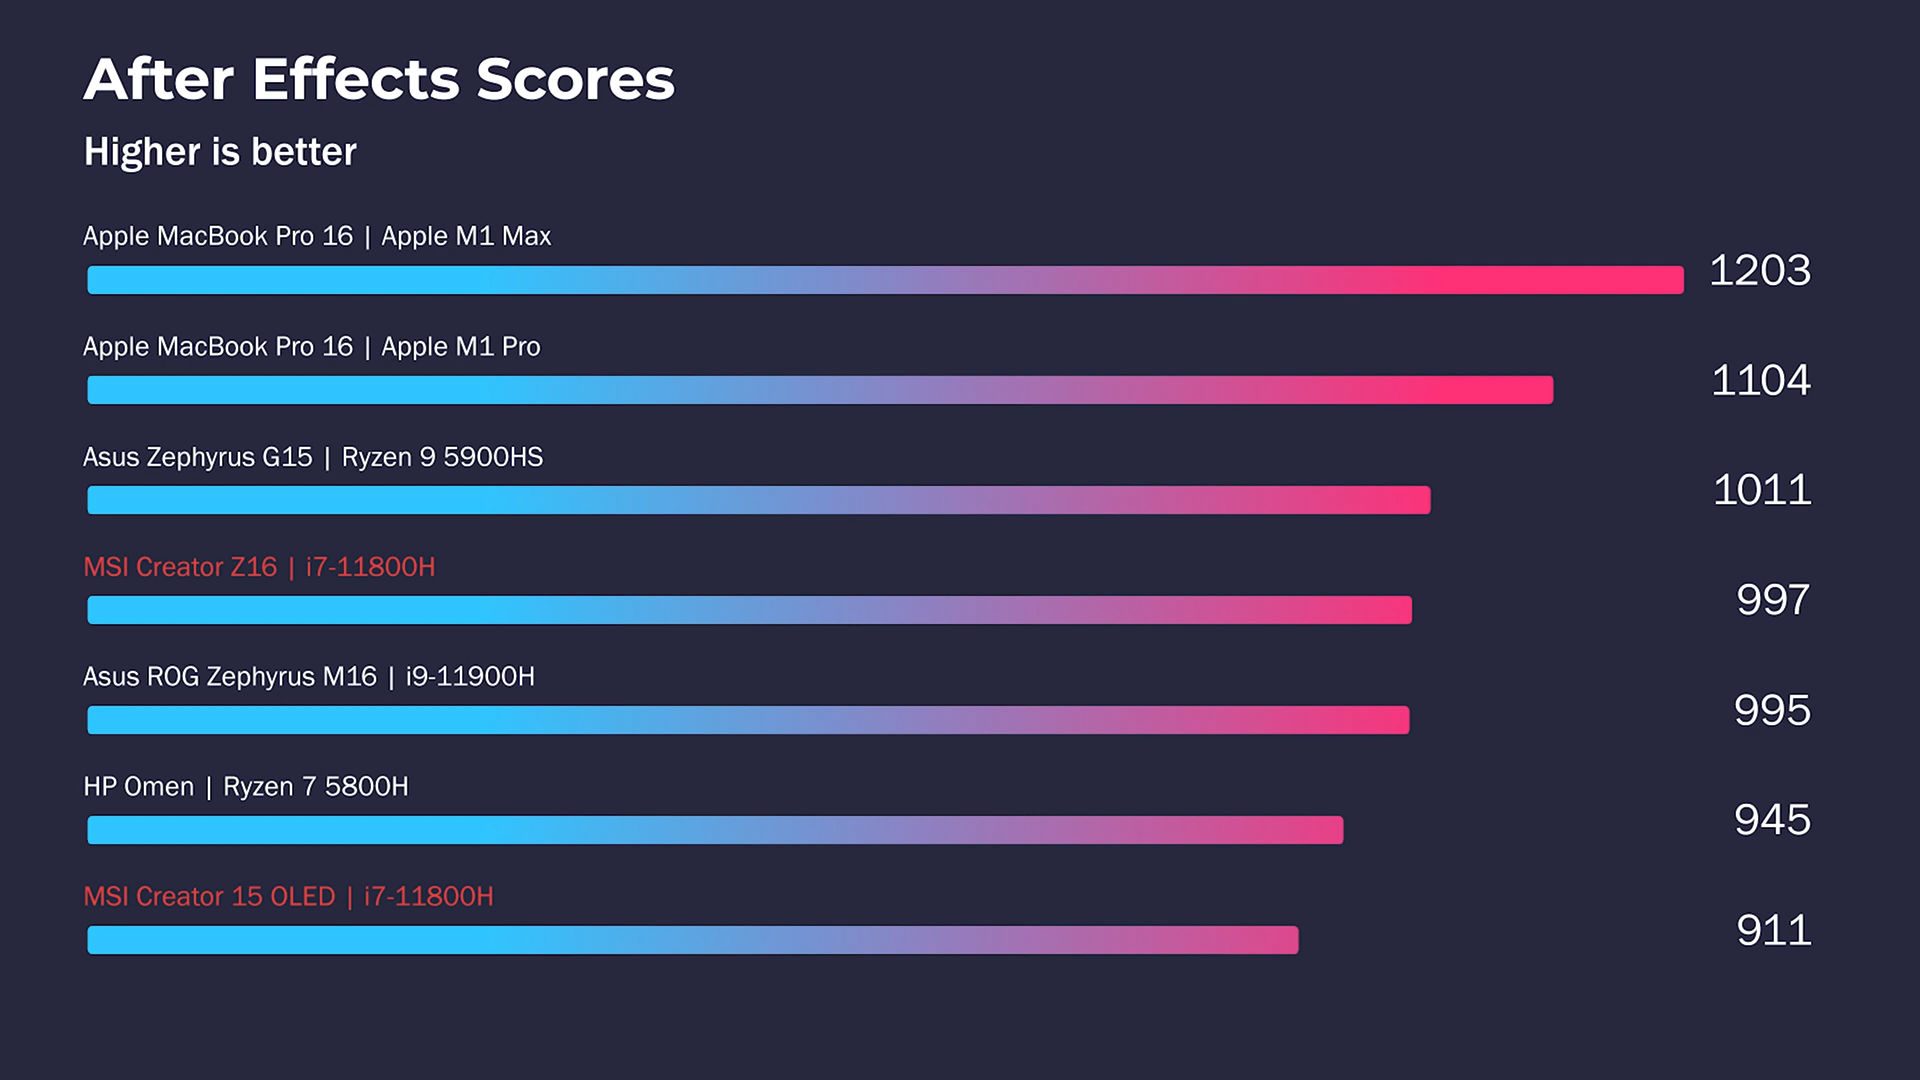 After Effects Scores
Higher is better
Apple MacBook Pro 16 | Apple M1 Max
1203
Apple MacBook Pro 16 | Apple M1 Pro
1104
Asus Zephyrus G15 | Ryzen 9 5900HS
1011
MSI Creator Z16 | i7-11800H
997
Asus ROG Zephyrus M16 | i9-11900H
995
HP Omen | Ryzen 7 5800H
945
MSI Creator 15 OLED | i7-11800H
911